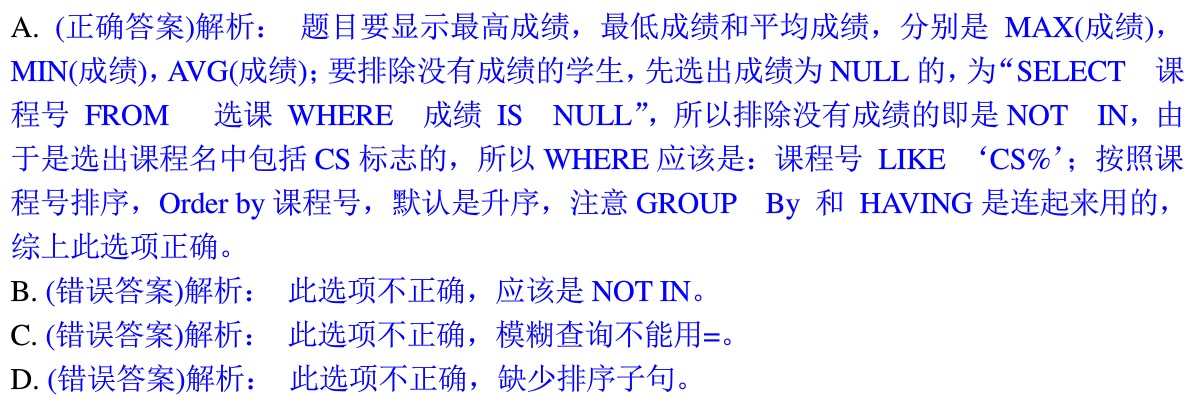 A. (正确答案)解析： 题目要显示最高成绩，最低成绩和平均成绩，分别是 MAX(成绩)，
MIN(成绩)，AVG(成绩)；要排除没有成绩的学生，先选出成绩为 NULL 的，为“SELECT 课
程号 FROM 选课 WHERE 成绩 IS NULL”，所以排除没有成绩的即是 NOT IN，由
于是选出课程名中包括 CS 标志的，所以 WHERE 应该是：课程号 LIKE ‘CS%’；按照课
程号排序，Order by 课程号，默认是升序，注意 GROUP By 和 HAVING 是连起来用的，
综上此选项正确。
B. (错误答案)解析： 此选项不正确，应该是 NOT IN。
C. (错误答案)解析： 此选项不正确，模糊查询不能用=。
D. (错误答案)解析： 此选项不正确，缺少排序子句。